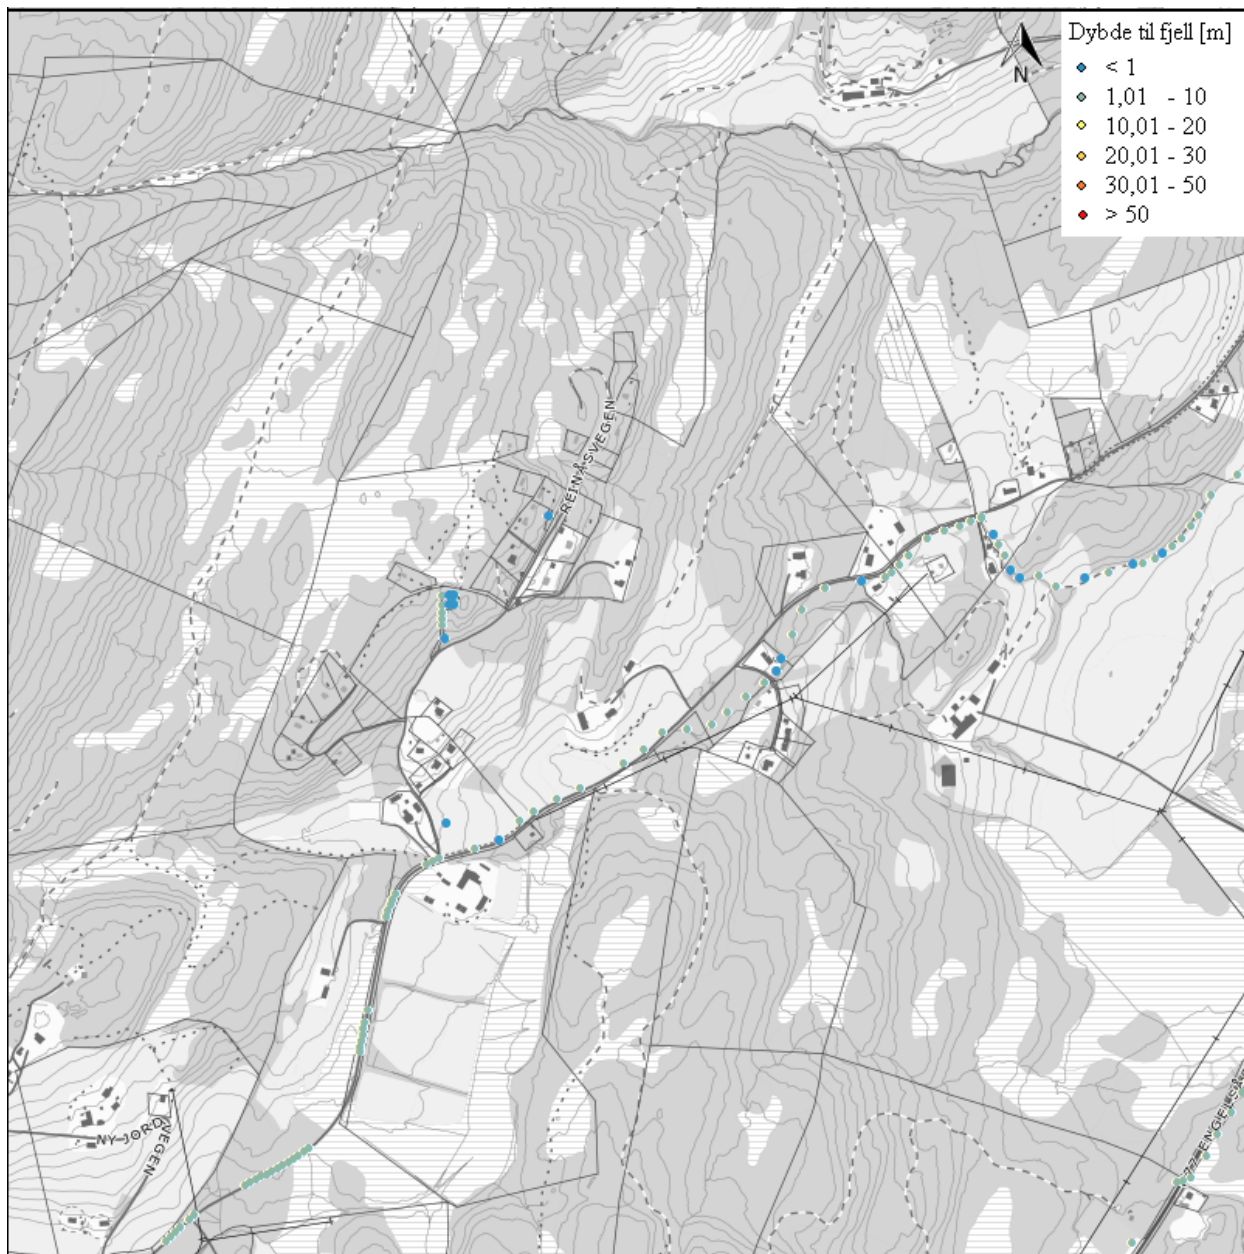 Dybde til fjell [m]
< 1
1,01 - 10
10,01 - 20
20,01 - 30
30,01 - 50
> 50
N
REINÅSVEGEN
NY-JORDVEGEN